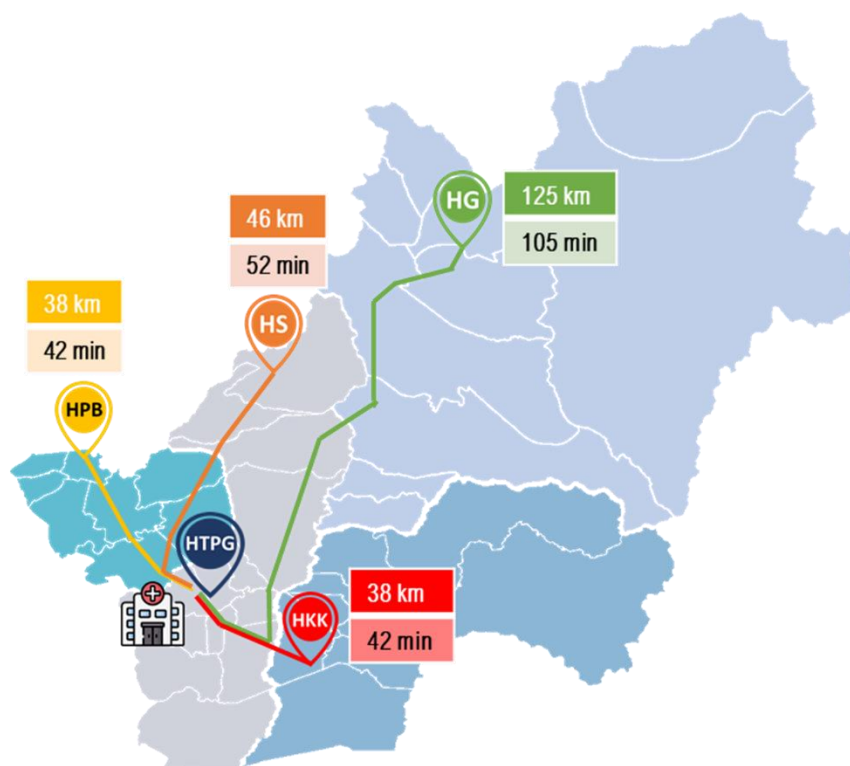 HG
125 km
105 min
46 km
52 min
HS
38 km
42 min
HPB
HTPG
HKK
38 km
42 min